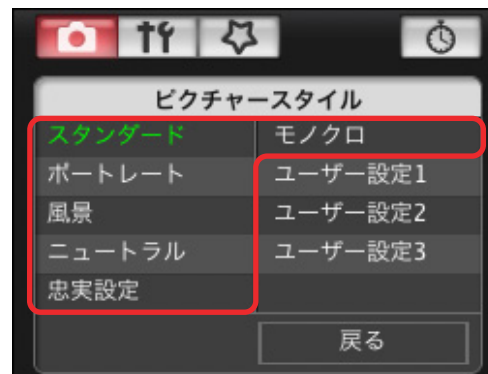 ピクチャースタイル
スタンダード
モノクロ
ポートレート
ユーザー設定1
風景
ユーザー設定2
ニュートラル
ユーザー設定3
忠実設定
戻る